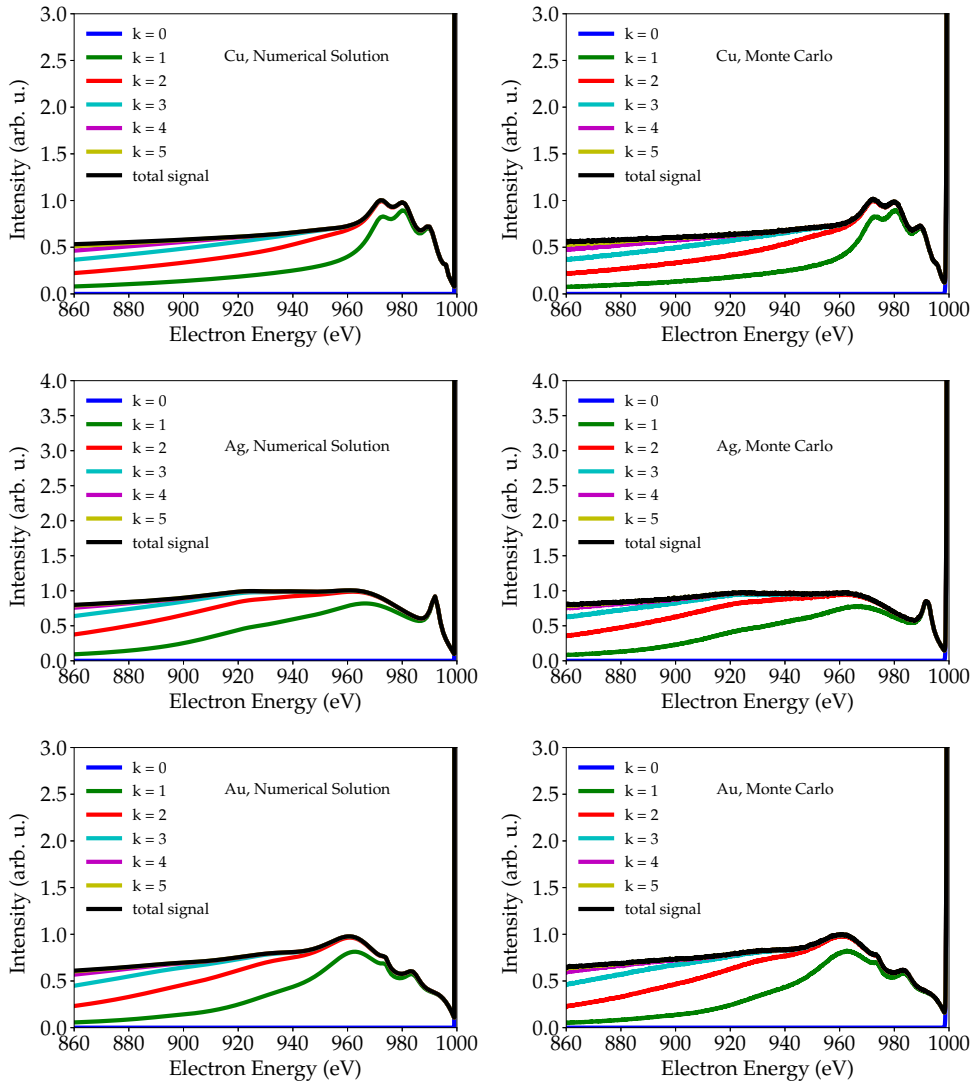 Cu, Numerical Solution
k = 0
k = 1
k = 2
k = 3
k = 4
k = 5
total signal
3.0
2.5
2.0
1.5
1.0
0.5
0.0
Intensity (arb. u.)
860 880 900 920 940 960 980 1000
Electron Energy (eV)
Cu, Monte Carlo
k = 0
k = 1
k = 2
k = 3
k = 4
k = 5
total signal
3.0
2.5
2.0
1.5
1.0
0.5
0.0
Intensity (arb. u.)
860 880 900 920 940 960 980 1000
Electron Energy (eV)
Ag, Numerical Solution
k = 0
k = 1
k = 2
k = 3
k = 4
k = 5
total signal
4.0
3.5
3.0
2.5
2.0
1.5
1.0
0.5
0.0
Intensity (arb. u.)
860 880 900 920 940 960 980 1000
Electron Energy (eV)
Ag, Monte Carlo
k = 0
k = 1
k = 2
k = 3
k = 4
k = 5
total signal
4.0
3.5
3.0
2.5
2.0
1.5
1.0
0.5
0.0
Intensity (arb. u.)
860 880 900 920 940 960 980 1000
Electron Energy (eV)
Au, Numerical Solution
k = 0
k = 1
k = 2
k = 3
k = 4
k = 5
total signal
3.0
2.5
2.0
1.5
1.0
0.5
0.0
Intensity (arb. u.)
860 880 900 920 940 960 980 1000
Electron Energy (eV)
Au, Monte Carlo
k = 0
k = 1
k = 2
k = 3
k = 4
k = 5
total signal
3.0
2.5
2.0
1.5
1.0
0.5
0.0
Intensity (arb. u.)
860 880 900 920 940 960 980 1000
Electron Energy (eV)